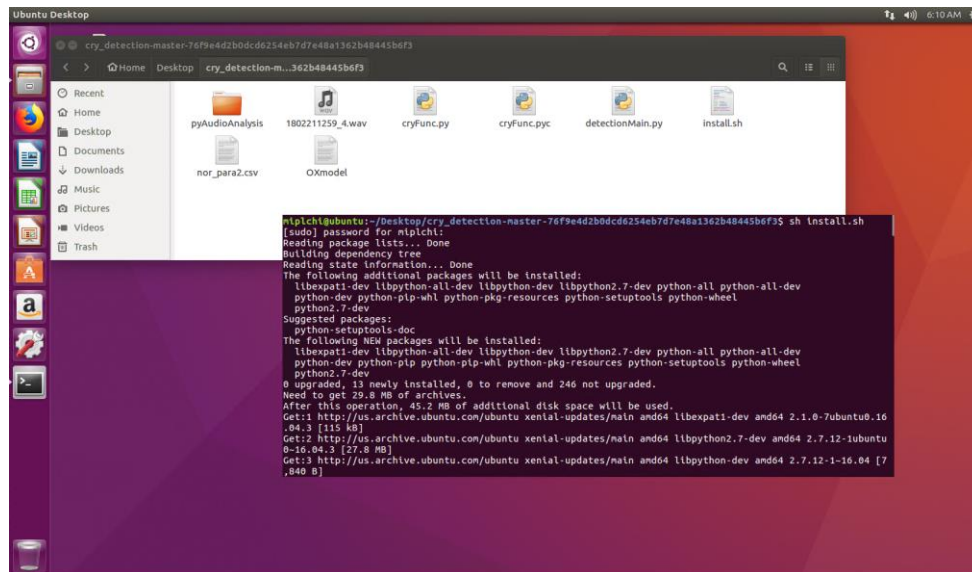 Ubuntu Desktop
6:10 AM
cry_detection-master-76f9e4d2b0dcd6254eb7d7e48a1362b48445b6f3
Home Desktop cry_detection-m...362b48445b6f3
Recent
Home
Desktop
Documents
Downloads
Music
Pictures
Videos
Trash
pyAudioAnalysis
1802211259_4.wav
cryFunc.py
cryFunc.pyc
detectionMain.py
install.sh
nor_para2.csv
OXmodel
miplchi@ubuntu:~/Desktop/cry_detection-master-76f9e4d2b0dcd6254eb7d7e48a1362b48445b6f3$ sh install.sh
[sudo] password for miplchi:
Reading package lists... Done
Building dependency tree
Reading state information... Done
The following additional packages will be installed:
libexpat1-dev libpython-all-dev libpython-dev libpython2.7-dev python-all python-all-dev
python-dev python-pip-whl python-pkg-resources python-setuptools python-wheel
python2.7-dev
Suggested packages:
python-setuptools-doc
The following NEW packages will be installed:
libexpat1-dev libpython-all-dev libpython-dev libpython2.7-dev python-all python-all-dev
python-dev python-pip python-pip-whl python-pkg-resources python-setuptools python-wheel
python2.7-dev
0 upgraded, 13 newly installed, 0 to remove and 246 not upgraded.
Need to get 29.8 MB of archives.
After this operation, 45.2 MB of additional disk space will be used.
Get:1 http://us.archive.ubuntu.com/ubuntu xenial-updates/main amd64 libexpat1-dev amd64 2.1.0-7ubuntu0.16
.04.3 [115 kB]
Get:2 http://us.archive.ubuntu.com/ubuntu xenial-updates/main amd64 libpython2.7-dev amd64 2.7.12-1ubuntu
0~16.04.3 [27.8 MB]
Get:3 http://us.archive.ubuntu.com/ubuntu xenial-updates/main amd64 libpython-dev amd64 2.7.12-1~16.04 [7
,840 B]